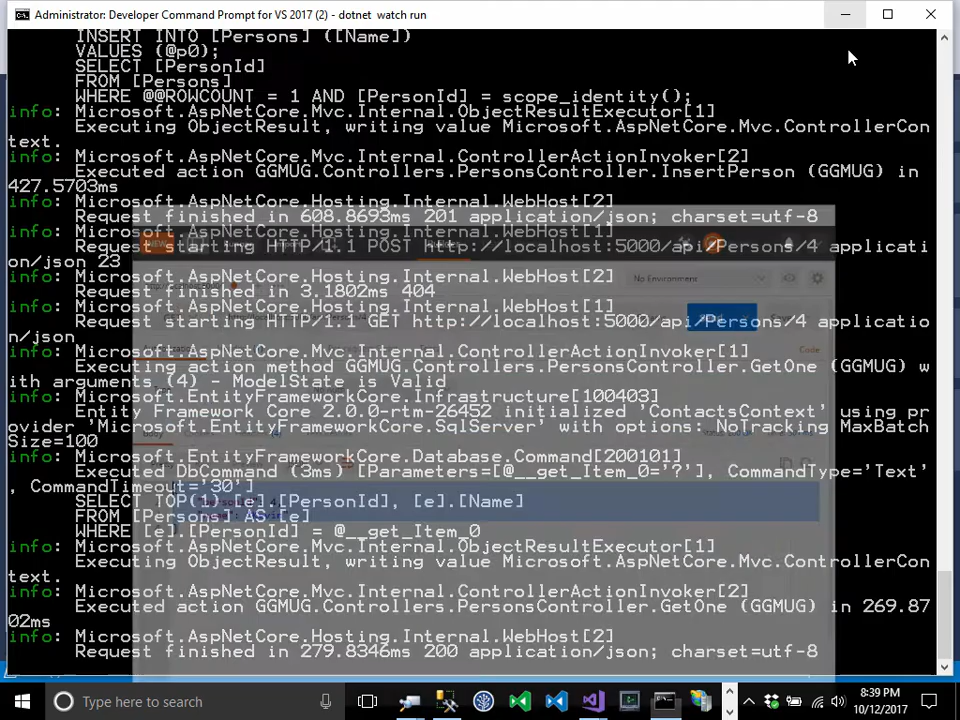 Administrator: Developer Command Prompt for VS 2017 (2) - dotnet  watch run
INSERT INTO [Persons] ([Name])
VALUES (@p0);
SELECT [PersonId]
FROM [Persons]
WHERE @@ROWCOUNT = 1 AND [PersonId] = scope_identity();
info: Microsoft.AspNetCore.Mvc.Internal.ObjectResultExecutor[1]
Executing ObjectResult, writing value Microsoft.AspNetCore.Mvc.ControllerCon
text.
info: Microsoft.AspNetCore.Mvc.Internal.ControllerActionInvoker[2]
Executed action GGMUG.Controllers.PersonsController.InsertPerson (GGMUG) in
427.5703ms
info: Microsoft.AspNetCore.Hosting.Internal.WebHost[2]
Request finished in 608.8693ms 201 application/json; charset=utf-8
info: Microsoft.AspNetCore.Hosting.Internal.WebHost[1]
Request starting HTTP/1.1 POST http://localhost:5000/api/Persons/4 applicati
on/json 23
info: Microsoft.AspNetCore.Hosting.Internal.WebHost[2]
Request finished in 3.1802ms 404
info: Microsoft.AspNetCore.Hosting.Internal.WebHost[1]
Request starting HTTP/1.1 GET http://localhost:5000/api/Persons/4 applicatio
n/json
info: Microsoft.AspNetCore.Mvc.Internal.ControllerActionInvoker[1]
Executing action method GGMUG.Controllers.PersonsController.GetOne (GGMUG) w
ith arguments (4) - ModelState is Valid
info: Microsoft.EntityFrameworkCore.Infrastructure[100403]
Entity Framework Core 2.0.0-rtm-26452 initialized 'ContactsContext' using pr
ovider 'Microsoft.EntityFrameworkCore.SqlServer' with options: NoTracking MaxBatch
Size=100
info: Microsoft.EntityFrameworkCore.Database.Command[200101]
Executed DbCommand (3ms) [Parameters=[@__get_Item_0='?'], CommandType='Text'
, CommandTimeout='30']
SELECT TOP(1) [e].[PersonId], [e].[Name]
FROM [Persons] AS [e]
WHERE [e].[PersonId] = @__get_Item_0
info: Microsoft.AspNetCore.Mvc.Internal.ObjectResultExecutor[1]
Executing ObjectResult, writing value Microsoft.AspNetCore.Mvc.ControllerCon
text.
info: Microsoft.AspNetCore.Mvc.Internal.ControllerActionInvoker[2]
Executed action GGMUG.Controllers.PersonsController.GetOne (GGMUG) in 269.87
02ms
info: Microsoft.AspNetCore.Hosting.Internal.WebHost[2]
Request finished in 279.8346ms 200 application/json; charset=utf-8
NEW
No Environment
Code
Body
Type here to search
8:39 PM
10/12/2017